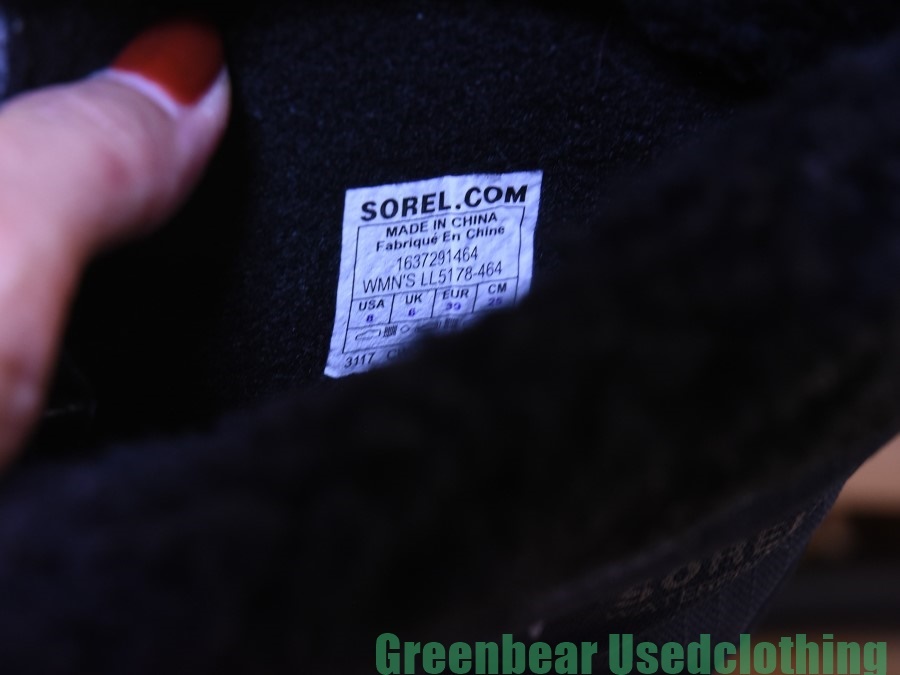 SOREL.COM
MADE IN CHINA
Fabriqué En Chine
1637291464
WMN'S LL5178-464
USA UK EUR CM
8 6 39 25
3117
SOREL
Greenbear Usedclothing